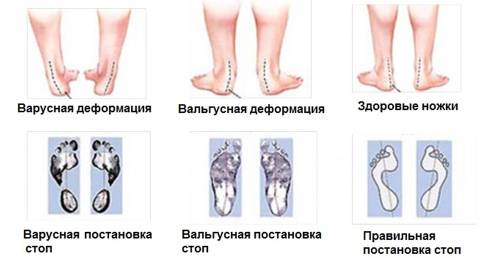 Варусная деформация
Вальгусная деформация
Здоровые ножки
Варусная постановка
стоп
Вальгусная постановка
стоп
Правильная
постановка стоп